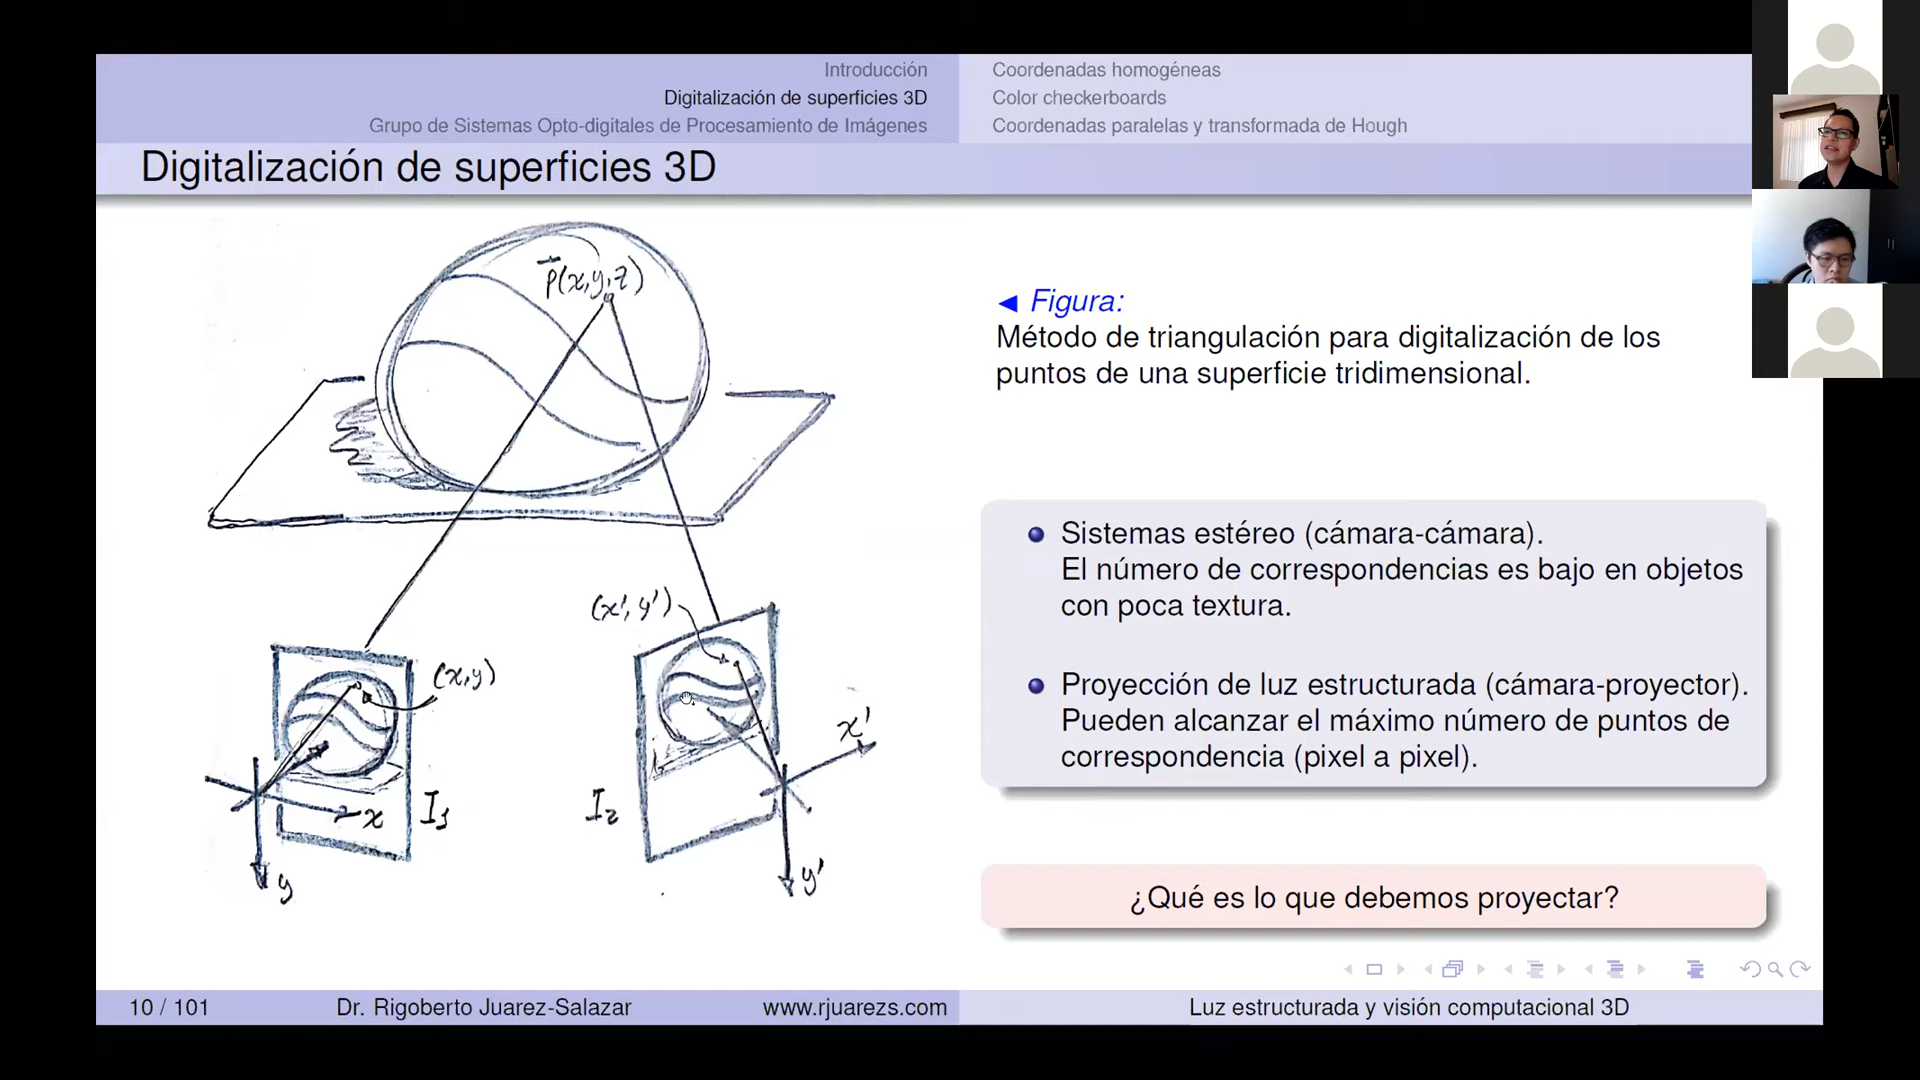 Introducción
Digitalización de superficies 3D
Grupo de Sistemas Opto-digitales de Procesamiento de Imágenes
Coordenadas homogéneas
Color checkerboards
Coordenadas paralelas y transformada de Hough
Digitalización de superficies 3D
p(x,y,z)
(x',y')
(x,y)
x'
x
I1
I2
y
y'
◀ Figura:
Método de triangulación para digitalización de los
puntos de una superficie tridimensional.
Sistemas estéreo (cámara-cámara).
El número de correspondencias es bajo en objetos
con poca textura.
Proyección de luz estructurada (cámara-proyector).
Pueden alcanzar el máximo número de puntos de
correspondencia (pixel a pixel).
¿Qué es lo que debemos proyectar?
10 / 101
Dr. Rigoberto Juarez-Salazar
www.rjuarezs.com
Luz estructurada y visión computacional 3D